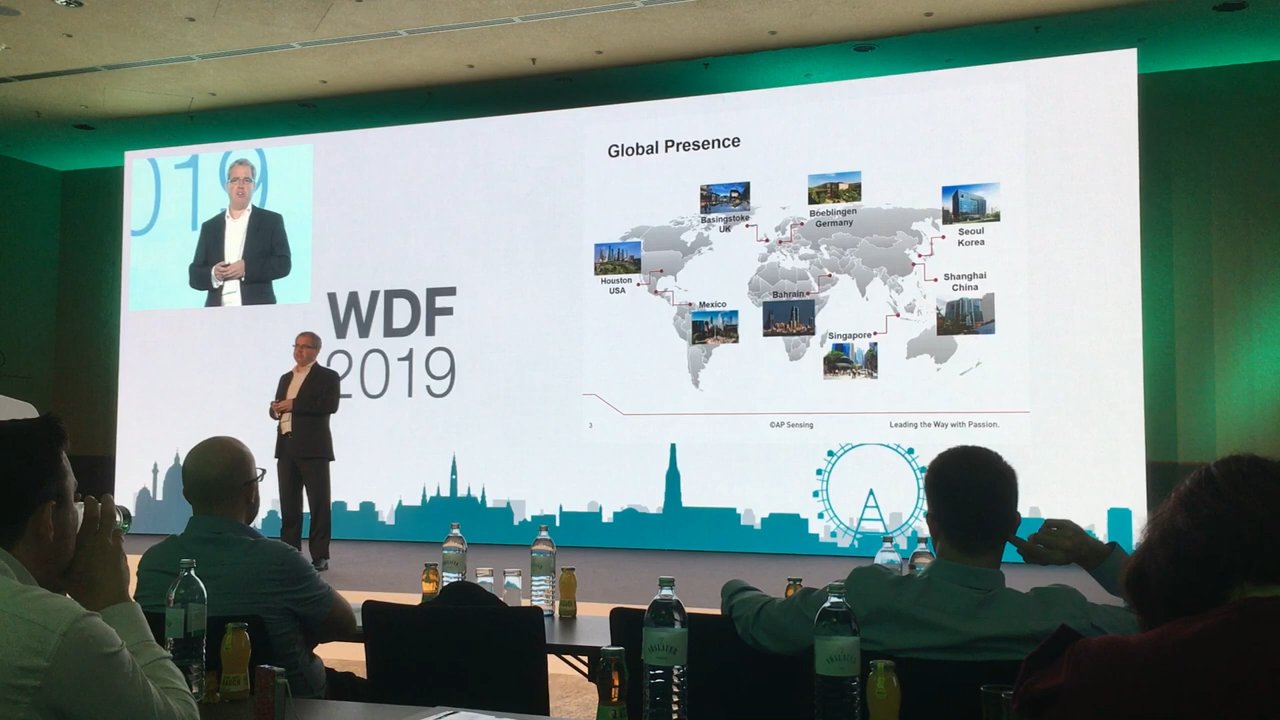 2019
WDF
2019
Global Presence
Basingstoke
UK
Boeblingen
Germany
Seoul
Korea
Houston
USA
Mexico
Bahrain
Shanghai
China
Singapore
3
©AP Sensing
Leading the Way with Passion.